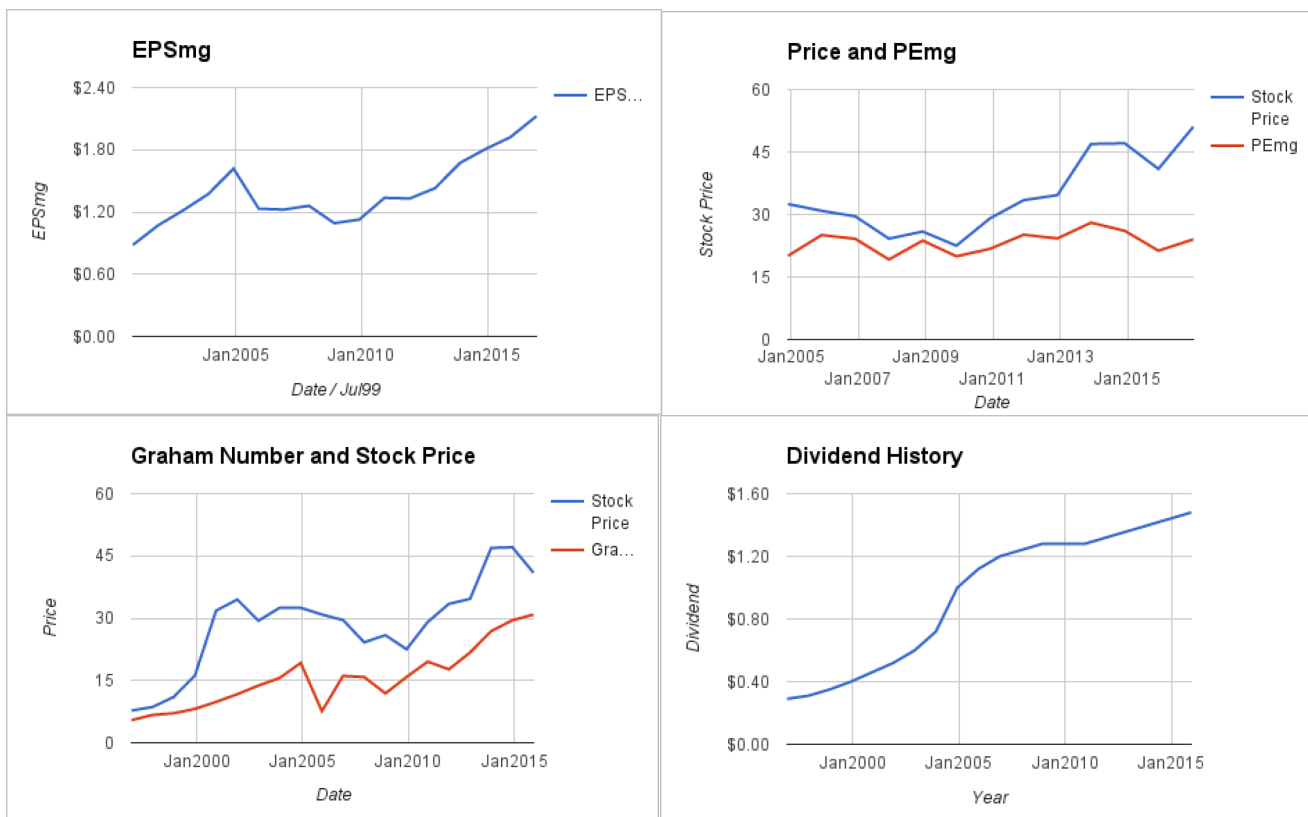 EPSmg
$2.40
$1.80
$1.20
$0.60
$0.00
EPSmg
Jan2005
Jan2010
Jan2015
Date / Jul99
EPS…
Price and PEmg
60
45
30
15
0
Stock Price
Jan2005
Jan2009
Jan2013
Jan2007
Jan2011
Jan2015
Date
Stock
Price
PEmg
Graham Number and Stock Price
60
45
30
15
0
Price
Jan2000
Jan2005
Jan2010
Jan2015
Date
Stock
Price
Gra…
Dividend History
$1.60
$1.20
$0.80
$0.40
$0.00
Dividend
Jan2000
Jan2005
Jan2010
Jan2015
Year